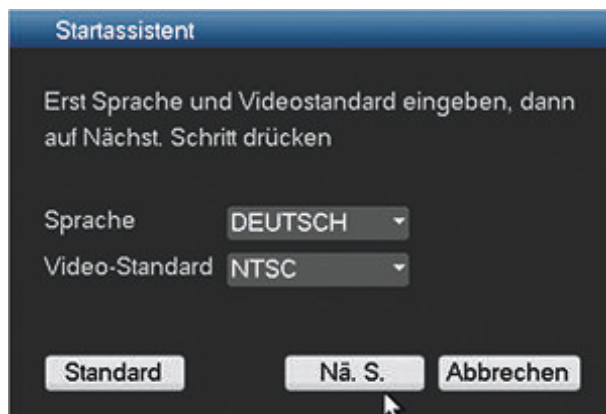 Startassistent
Erst Sprache und Videostandard eingeben, dann
auf Nächst. Schritt drücken
Sprache DEUTSCH
Video-Standard NTSC
Standard Nä. S. Abbrechen